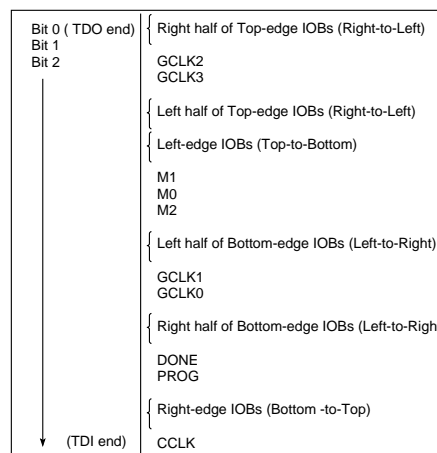 Bit 0 ( TDO end)
Bit 1
Bit 2
Right half of Top-edge IOBs (Right-to-Left)
GCLK2
GCLK3
Left half of Top-edge IOBs (Right-to-Left)
Left-edge IOBs (Top-to-Bottom)
M1
M0
M2
Left half of Bottom-edge IOBs (Left-to-Right)
GCLK1
GCLK0
Right half of Bottom-edge IOBs (Left-to-Righ
DONE
PROG
Right-edge IOBs (Bottom -to-Top)
(TDI end)
CCLK